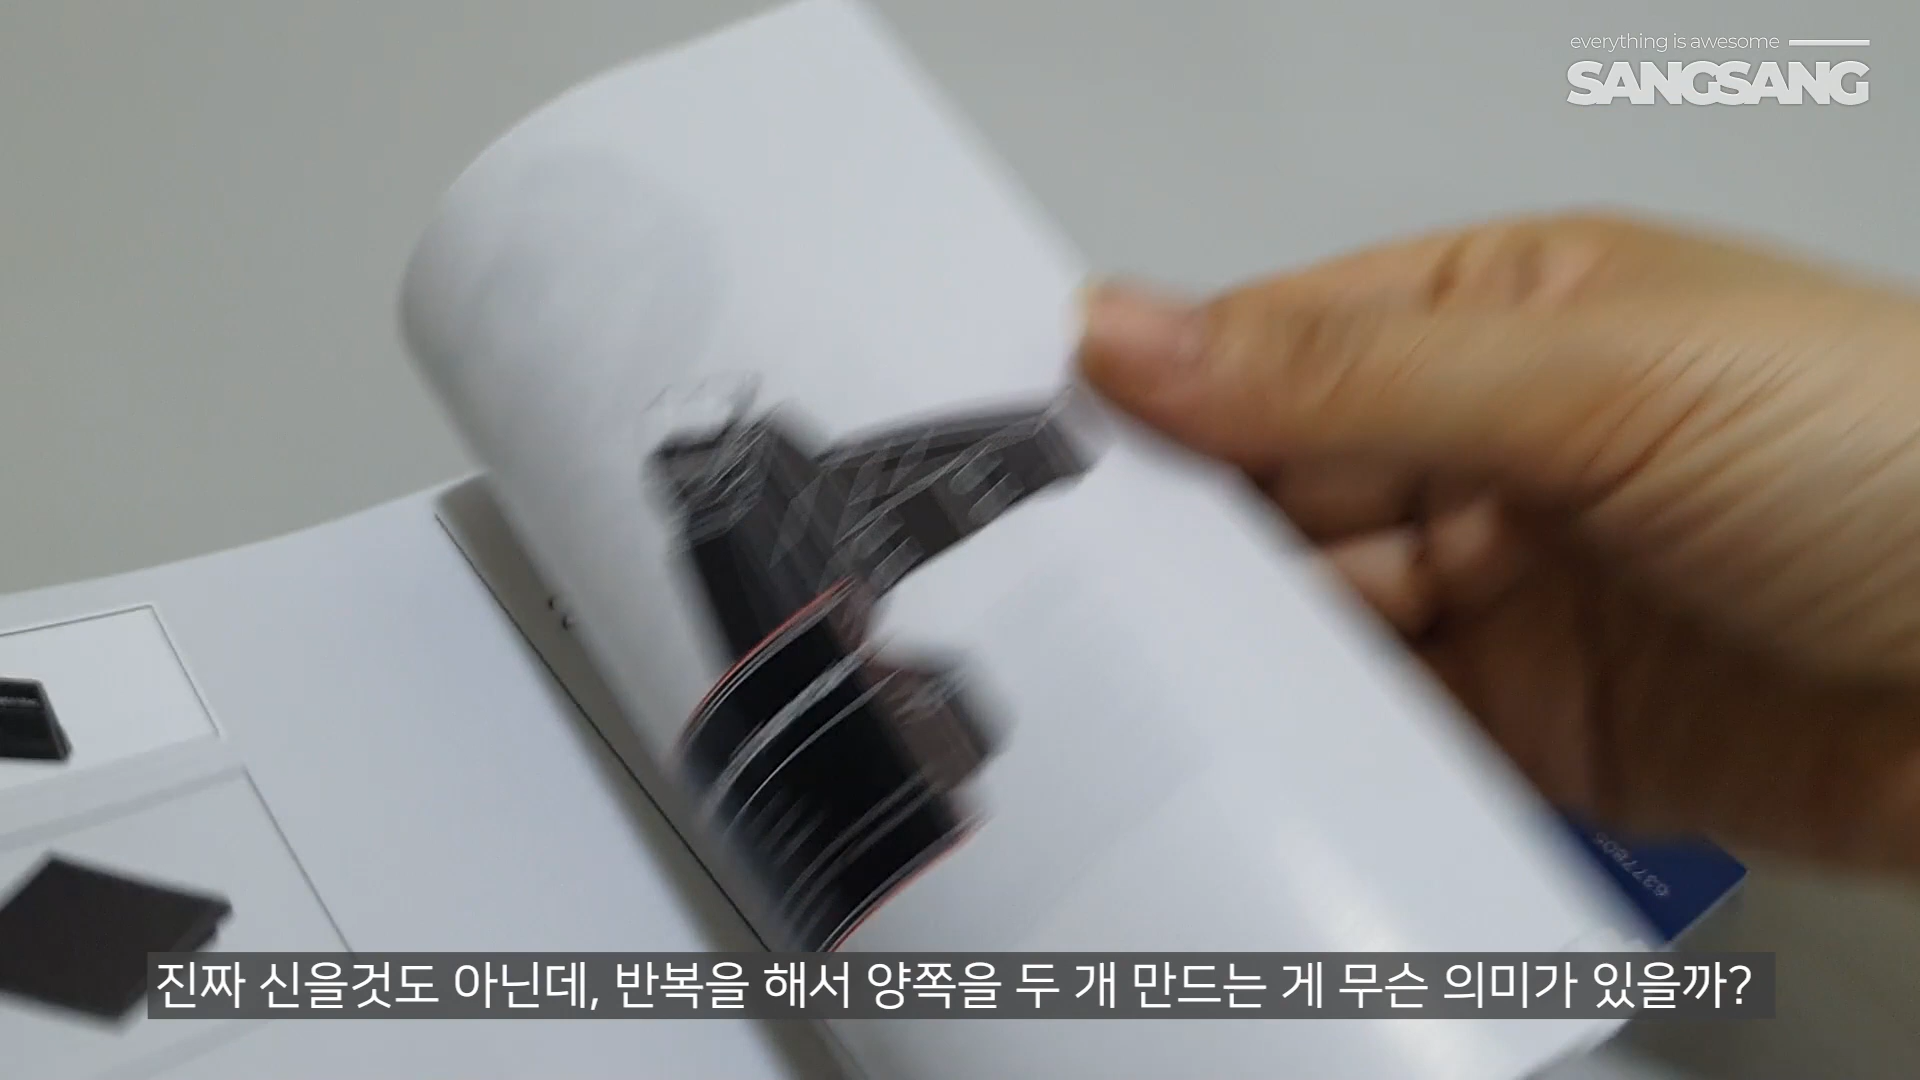 everything is awesome
SANGSANG
6377805
진짜 신을것도 아닌데, 반복을 해서 양쪽을 두 개 만드는 게 무슨 의미가 있을까?